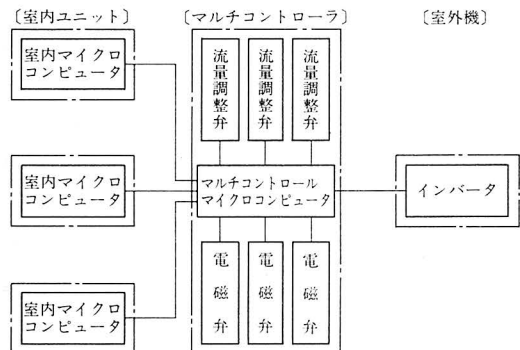 〔室内ユニット〕
〔マルチコントローラ〕
〔室外機〕
室内マイクロ
コンピュータ
室内マイクロ
コンピュータ
室内マイクロ
コンピュータ
流量調整弁
流量調整弁
流量調整弁
マルチコントロール
マイクロコンピュータ
電磁弁
電磁弁
電磁弁
インバータ